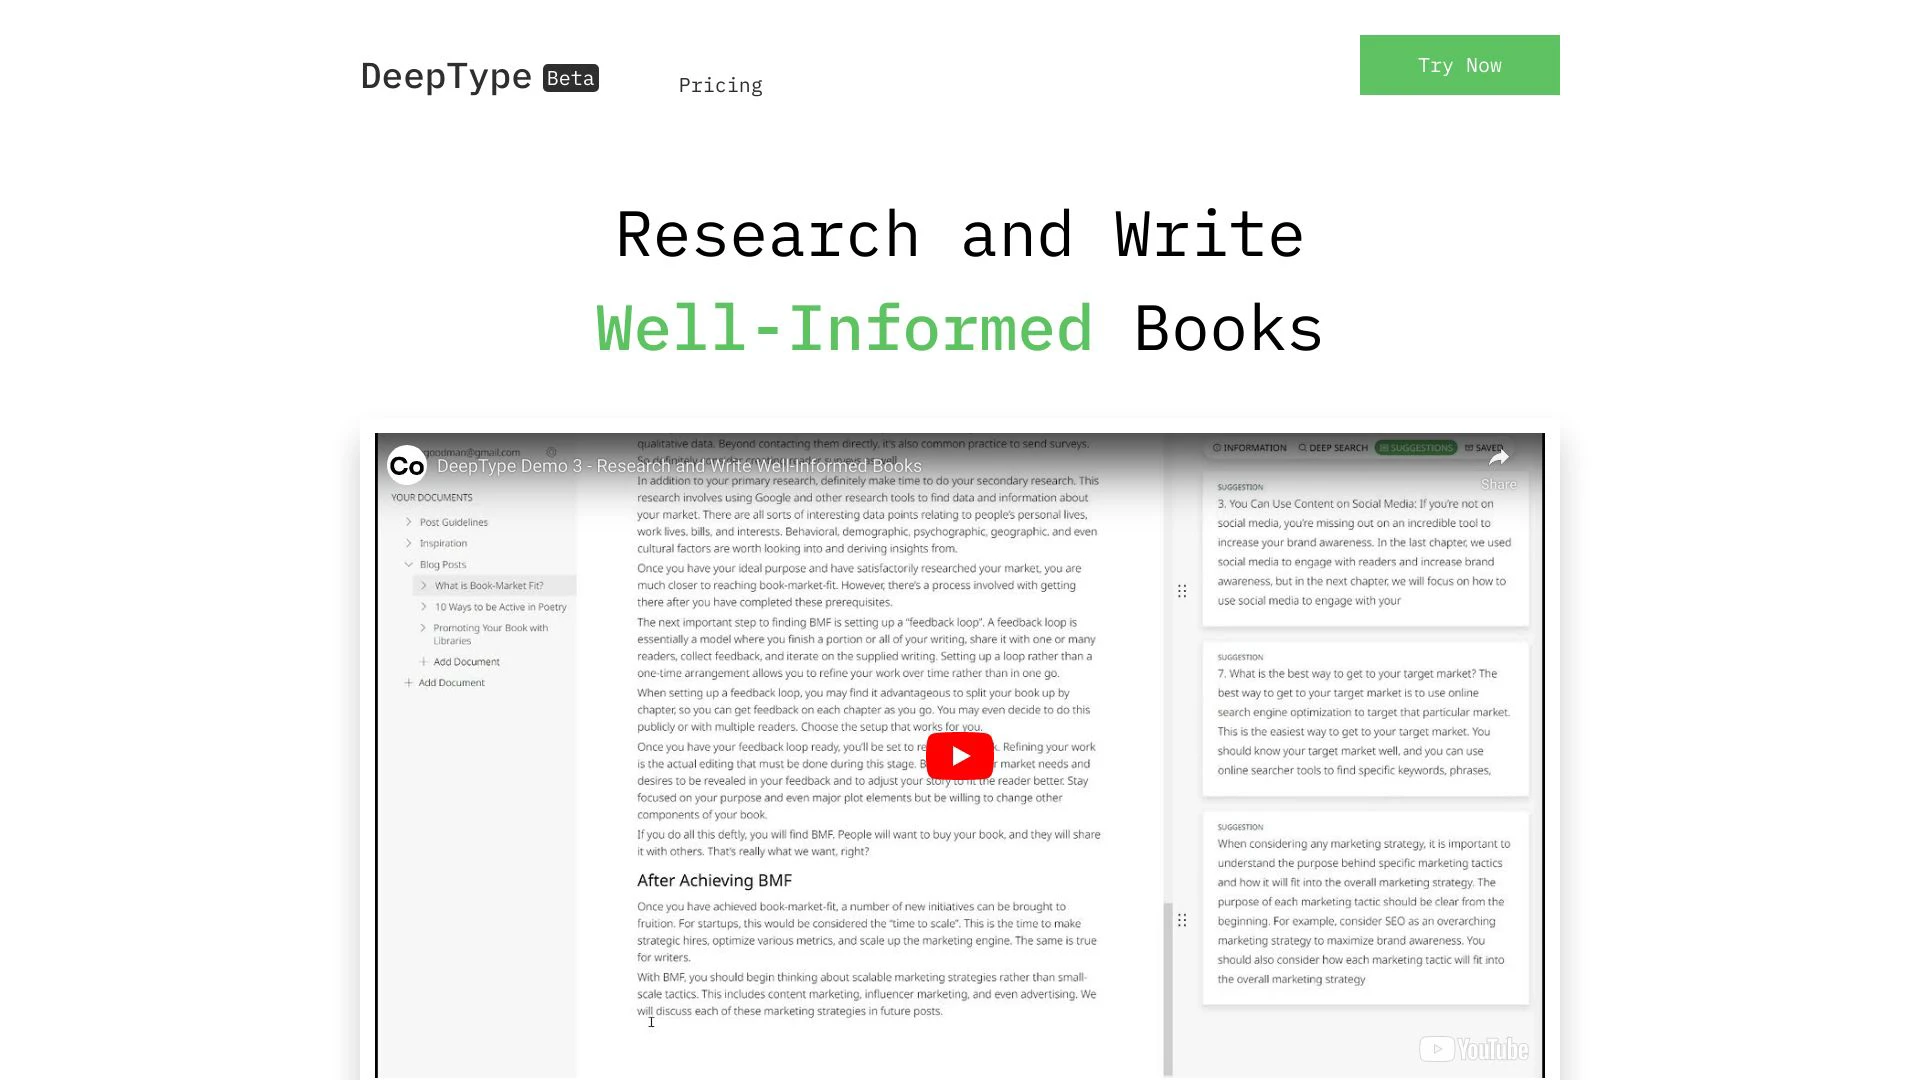 DeepType Beta
Pricing
Try Now
Research and Write
Well-Informed Books
Co
DeepType Demo 3 - Research and Write Well-Informed Books
Share
goodman@gmail.com
YOUR DOCUMENTS
Post Guidelines
Inspiration
Blog Posts
What is Book-Market Fit?
10 Ways to be Active in Poetry
Promoting Your Book with
Libraries
Add Document
Add Document
qualitative data. Beyond contacting them directly, it's also common practice to send surveys.
So definitely consider creating reader surveys as well.
In addition to your primary research, definitely make time to do your secondary research. This
research involves using Google and other research tools to find data and information about
your market. There are all sorts of interesting data points relating to people's personal lives,
work lives, bills, and interests. Behavioral, demographic, psychographic, geographic, and even
cultural factors are worth looking into and deriving insights from.
Once you have your ideal purpose and have satisfactorily researched your market, you are
much closer to reaching book-market-fit. However, there's a process involved with getting
there after you have completed these prerequisites.
The next important step to finding BMF is setting up a “feedback loop”. A feedback loop is
essentially a model where you finish a portion or all of your writing, share it with one or many
readers, collect feedback, and iterate on the supplied writing. Setting up a loop rather than a
one-time arrangement allows you to refine your work over time rather than in one go.
When setting up a feedback loop, you may find it advantageous to split your book up by
chapter, so you can get feedback on each chapter as you go. You may even decide to do this
publicly or with multiple readers. Choose the setup that works for you.
Once you have your feedback loop ready, you'll be set to Refining your work
is the actual editing that must be done during this stage. market needs and
desires to be revealed in your feedback and to adjust your story to fit the reader better. Stay
focused on your purpose and even major plot elements but be willing to change other
components of your book.
If you do all this deftly, you will find BMF. People will want to buy your book, and they will share
it with others. That's really what we want, right?
After Achieving BMF
Once you have achieved book-market-fit, a number of new initiatives can be brought to
fruition. For startups, this would be considered the “time to scale”. This is the time to make
strategic hires, optimize various metrics, and scale up the marketing engine. The same is true
for writers.
With BMF, you should begin thinking about scalable marketing strategies rather than small-
scale tactics. This includes content marketing, influencer marketing, and even advertising. We
will discuss each of these marketing strategies in future posts.
INFORMATION DEEP SEARCH SUGGESTIONS SAVED
SUGGESTION
3. You Can Use Content on Social Media: If you're not on
social media, you're missing out on an incredible tool to
increase your brand awareness. In the last chapter, we used
social media to engage with readers and increase brand
awareness, but in the next chapter, we will focus on how to
use social media to engage with your
SUGGESTION
7. What is the best way to get to your target market? The
best way to get to your target market is to use online
search engine optimization to target that particular market.
This is the easiest way to get to your target market. You
should know your target market well, and you can use
online searcher tools to find specific keywords, phrases,
SUGGESTION
When considering any marketing strategy, it is important to
understand the purpose behind specific marketing tactics
and how it will fit into the overall marketing strategy. The
purpose of each marketing tactic should be clear from the
beginning. For example, consider SEO as an overarching
marketing strategy to maximize brand awareness. You
should also consider how each marketing tactic will fit into
the overall marketing strategy
YouTube